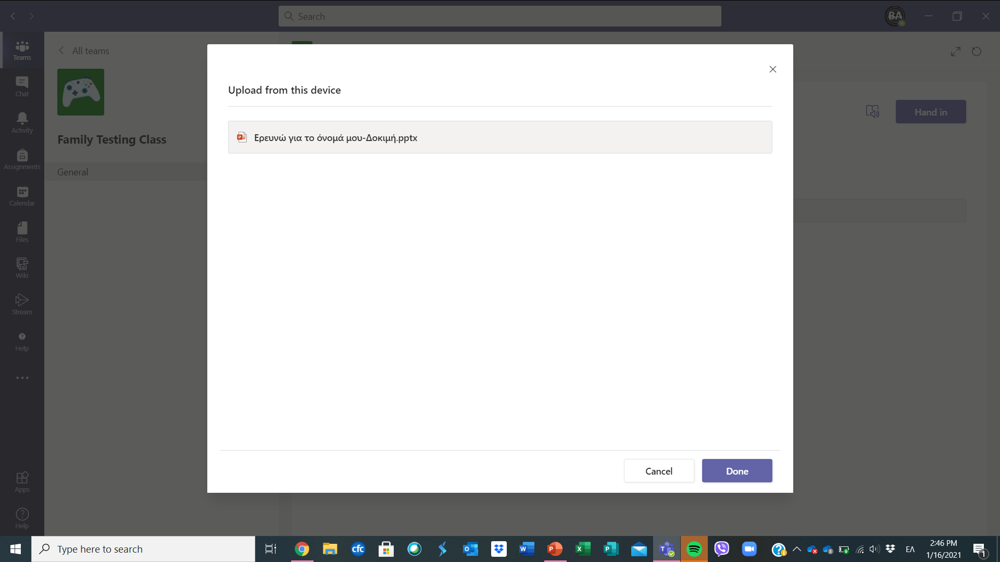 Search
BA
Teams
All teams
Chat
Activity
Family Testing Class
Assignments
General
Calendar
Files
Wiki
Stream
Help
Apps
Help
Upload from this device
Ερευνώ για το όνομά μου-Δοκιμή.pptx
Hand in
Cancel
Done
Type here to search
cfc
ΕΛ
2:46 PM
1/16/2021
1